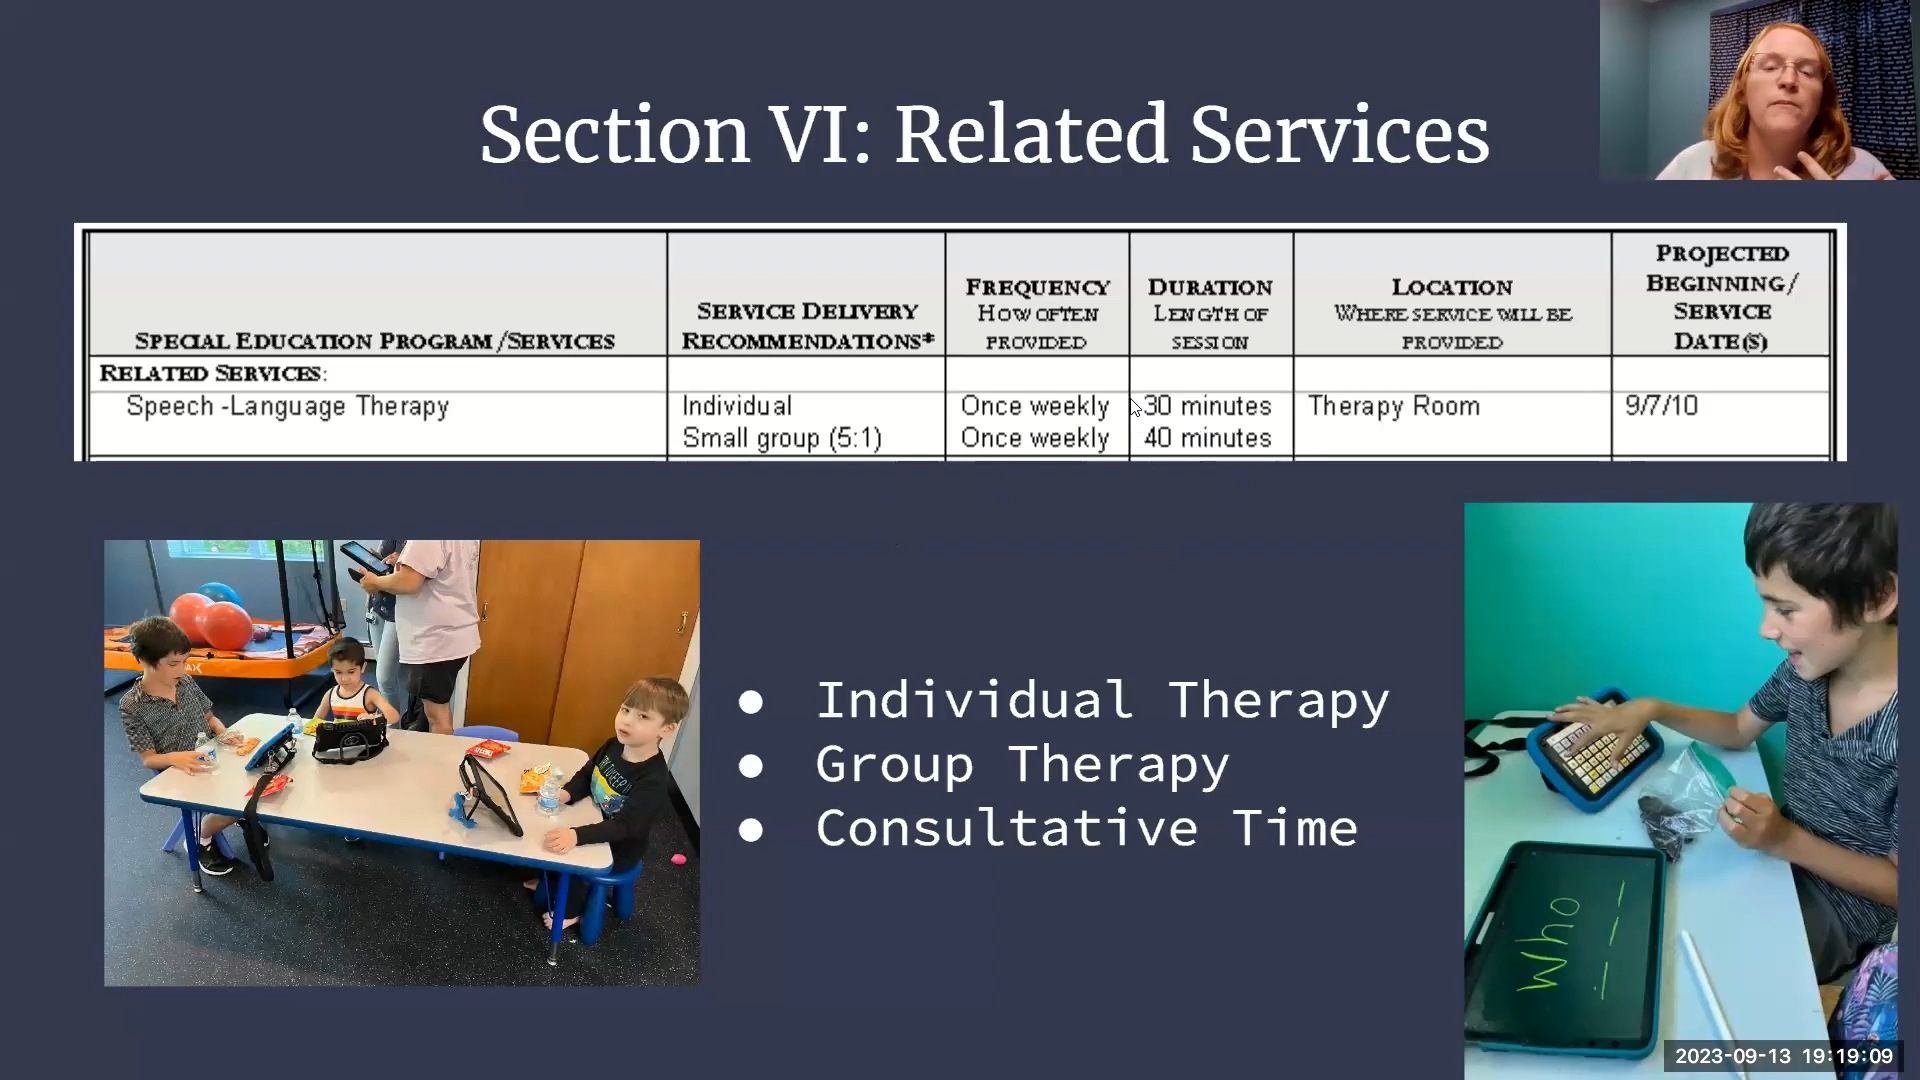 Section VI: Related Services
SPECIAL EDUCATION PROGRAM/SERVICES
SERVICE DELIVERY
RECOMMENDATIONS*
FREQUENCY
HOW OFTEN
PROVIDED
DURATION
LENGTH OF
SESSION
LOCATION
WHERE SERVICE WILL BE
PROVIDED
PROJECTED
BEGINNING/
SERVICE
DATE(S)
RELATED SERVICES:
Speech -Language Therapy
Individual
Once weekly
30 minutes
Therapy Room
9/7/10
Small group (5:1)
Once weekly
40 minutes
● Individual Therapy
● Group Therapy
● Consultative Time
Who
2023-09-13 19:19:09